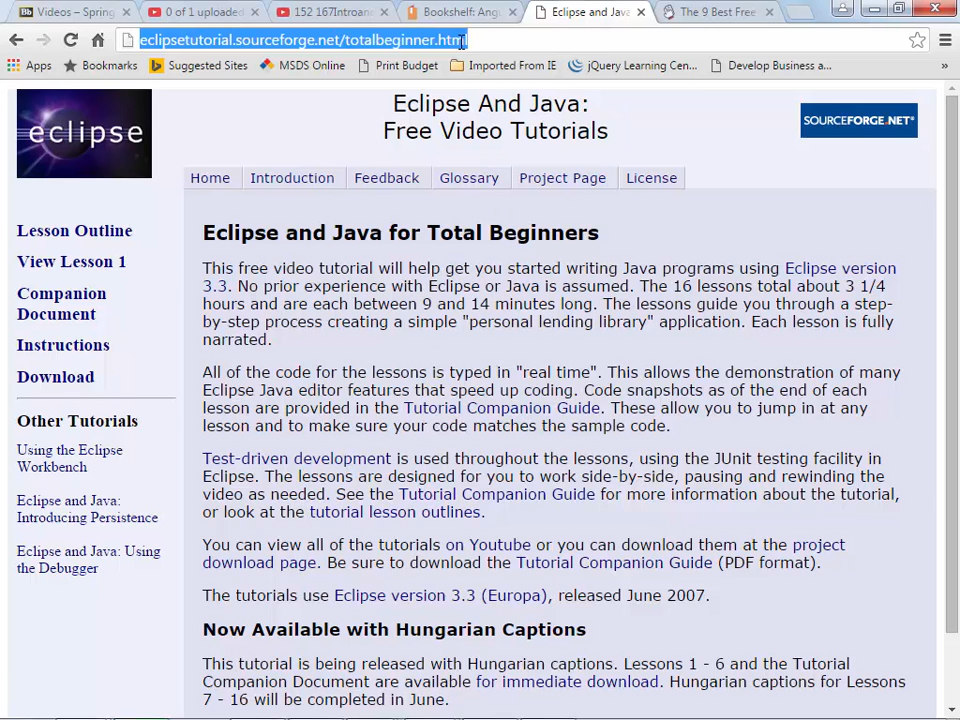 Videos – Spring
0 of 1 uploaded
152 167Introan
Bookshelf: Ang
Eclipse and Java
The 9 Best Free
eclipsetutorial.sourceforge.net/totalbeginner.html
Apps
Bookmarks
Suggested Sites
MSDS Online
Print Budget
Imported From IE
jQuery Learning Cen...
Develop Business a...
»
eclipse
Eclipse And Java:
Free Video Tutorials
SOURCEFORGE.NET®
Home
Introduction
Feedback
Glossary
Project Page
License
Lesson Outline
View Lesson 1
Companion
Document
Instructions
Download
Other Tutorials
Using the Eclipse
Workbench
Eclipse and Java:
Introducing Persistence
Eclipse and Java: Using
the Debugger
Eclipse and Java for Total Beginners
This free video tutorial will help get you started writing Java programs using Eclipse version
3.3. No prior experience with Eclipse or Java is assumed. The 16 lessons total about 3 1/4
hours and are each between 9 and 14 minutes long. The lessons guide you through a step-
by-step process creating a simple "personal lending library" application. Each lesson is fully
narrated.
All of the code for the lessons is typed in "real time". This allows the demonstration of many
Eclipse Java editor features that speed up coding. Code snapshots as of the end of each
lesson are provided in the Tutorial Companion Guide. These allow you to jump in at any
lesson and to make sure your code matches the sample code.
Test-driven development is used throughout the lessons, using the JUnit testing facility in
Eclipse. The lessons are designed for you to work side-by-side, pausing and rewinding the
video as needed. See the Tutorial Companion Guide for more information about the tutorial,
or look at the tutorial lesson outlines.
You can view all of the tutorials on Youtube or you can download them at the project
download page. Be sure to download the Tutorial Companion Guide (PDF format).
The tutorials use Eclipse version 3.3 (Europa), released June 2007.
Now Available with Hungarian Captions
This tutorial is being released with Hungarian captions. Lessons 1 - 6 and the Tutorial
Companion Document are available for immediate download. Hungarian captions for Lessons
7 - 16 will be completed in June.